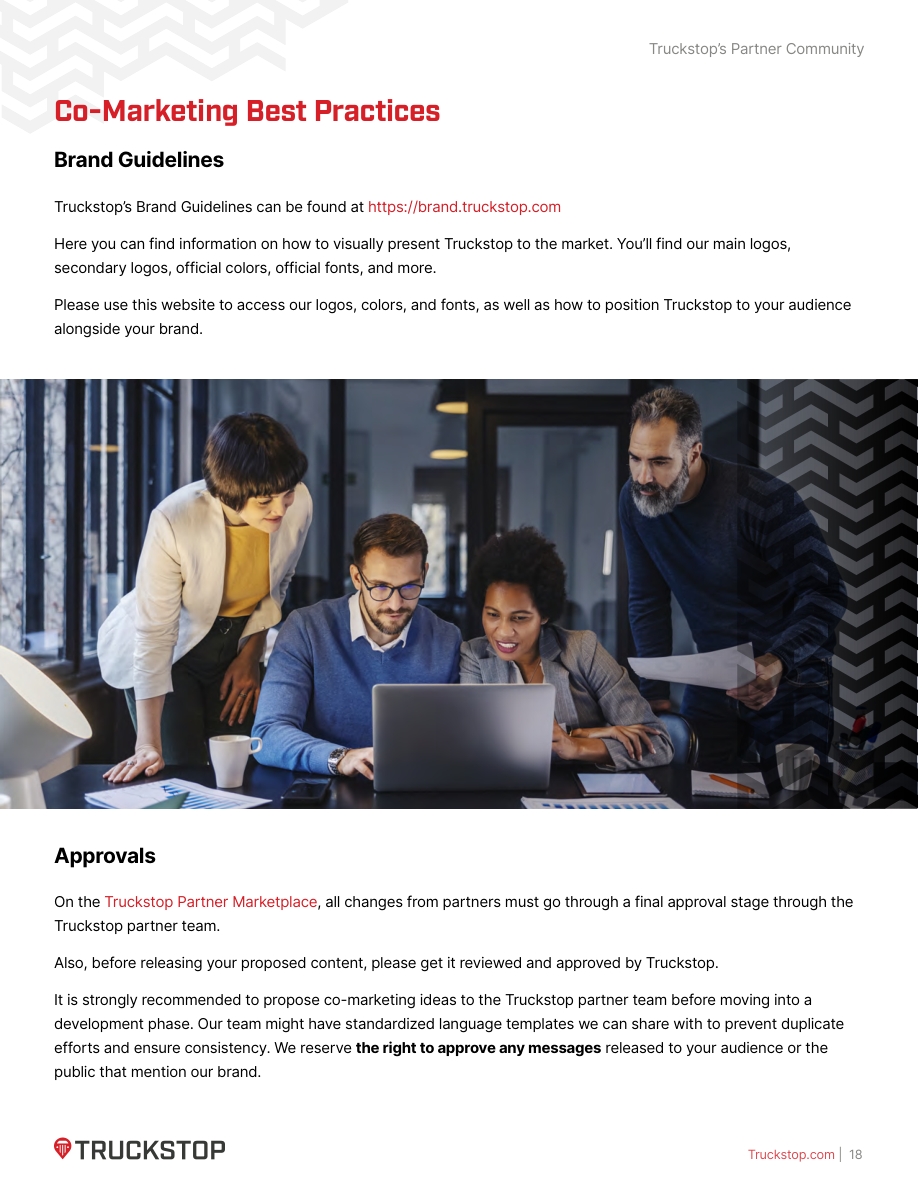 Truckstop’s Partner Community
Co-Marketing Best Practices
Brand Guidelines
Truckstop’s Brand Guidelines can be found at https://brand.truckstop.com
Here you can find information on how to visually present Truckstop to the market. You’ll find our main logos,
secondary logos, official colors, official fonts, and more.
Please use this website to access our logos, colors, and fonts, as well as how to position Truckstop to your audience
alongside your brand.
Approvals
On the Truckstop Partner Marketplace, all changes from partners must go through a final approval stage through the
Truckstop partner team.
Also, before releasing your proposed content, please get it reviewed and approved by Truckstop.
It is strongly recommended to propose co-marketing ideas to the Truckstop partner team before moving into a
development phase. Our team might have standardized language templates we can share with to prevent duplicate
efforts and ensure consistency. We reserve the right to approve any messages released to your audience or the
public that mention our brand.
TRUCKSTOP
Truckstop.com | 18